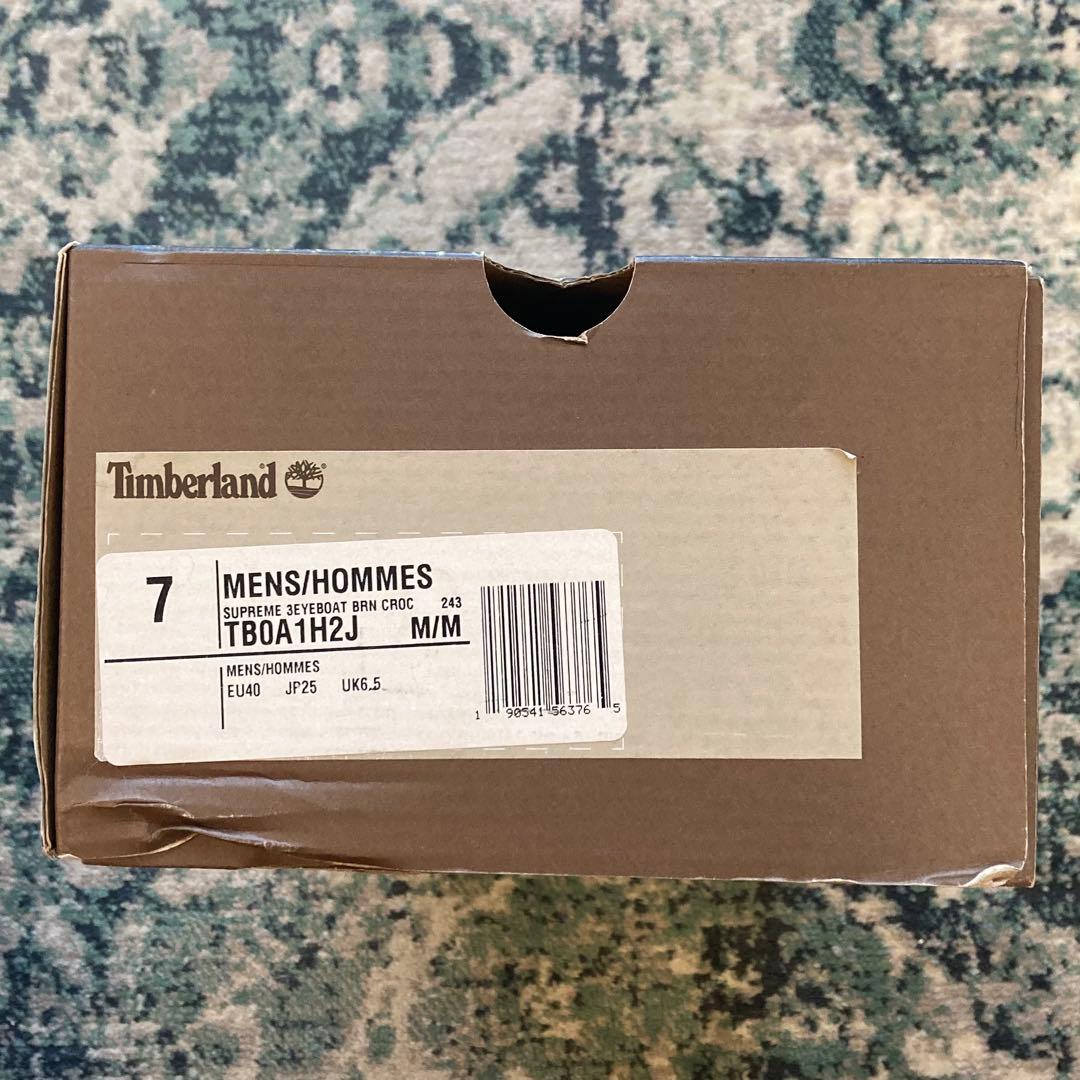 Timberland
7
MENS/HOMMES
SUPREME 3EYEBOAT BRN CROC 243
TB0A1H2J M/M
MENS/HOMMES
EU40 JP25 UK6.5
1 90541 56376 5